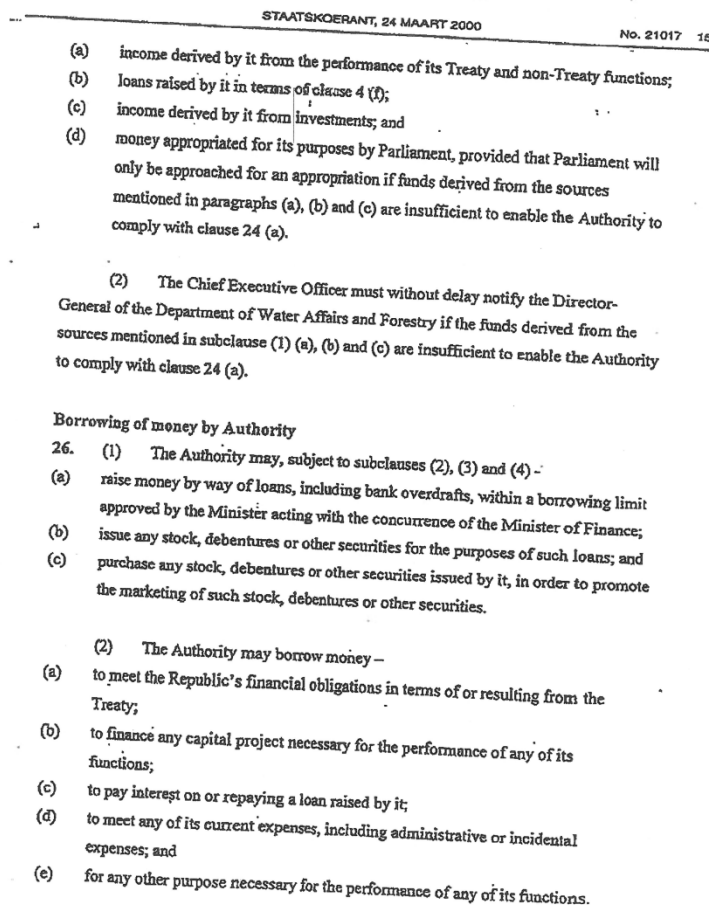 STAATSKOERANT, 24 MAART 2000
No. 21017
(a) income derived by it from the performance of its Treaty and non-Treaty functions;
(b) loans raised by it in terms of clause 4 (f);
(c) income derived by it from investments; and
(d) money appropriated for its purposes by Parliament, provided that Parliament will
only be approached for an appropriation if funds derived from the sources
mentioned in paragraphs (a), (b) and (c) are insufficient to enable the Authority to
comply with clause 24 (a).
(2) The Chief Executive Officer must without delay notify the Director-
General of the Department of Water Affairs and Forestry if the funds derived from the
sources mentioned in subclause (1) (a), (b) and (c) are insufficient to enable the Authority
to comply with clause 24 (a).
Borrowing of money by Authority
26. (1) The Authority may, subject to subclauses (2), (3) and (4) -
(a) raise money by way of loans, including bank overdrafts, within a borrowing limit
approved by the Minister acting with the concurrence of the Minister of Finance;
(b) issue any stock, debentures or other securities for the purposes of such loans; and
(c) purchase any stock, debentures or other securities issued by it, in order to promote
the marketing of such stock, debentures or other securities.
(2) The Authority may borrow money –
(a) to meet the Republic's financial obligations in terms of or resulting from the
Treaty;
(b) to finance any capital project necessary for the performance of any of its
functions;
(c) to pay interest on or repaying a loan raised by it;
(d) to meet any of its current expenses, including administrative or incidental
expenses; and
(e) for any other purpose necessary for the performance of any of its functions.